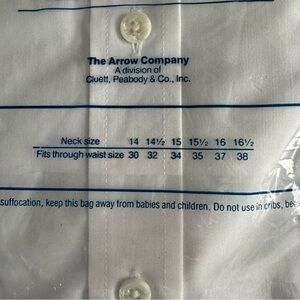 The Arrow Company
A division of
Cluett, Peabody & Co., Inc.
Neck size 14 14½ 15 15½ 16 16½
Fits through waist size 30 32 34 35 37 38
suffocation, keep this bag away from babies and children. Do not use in cribs,